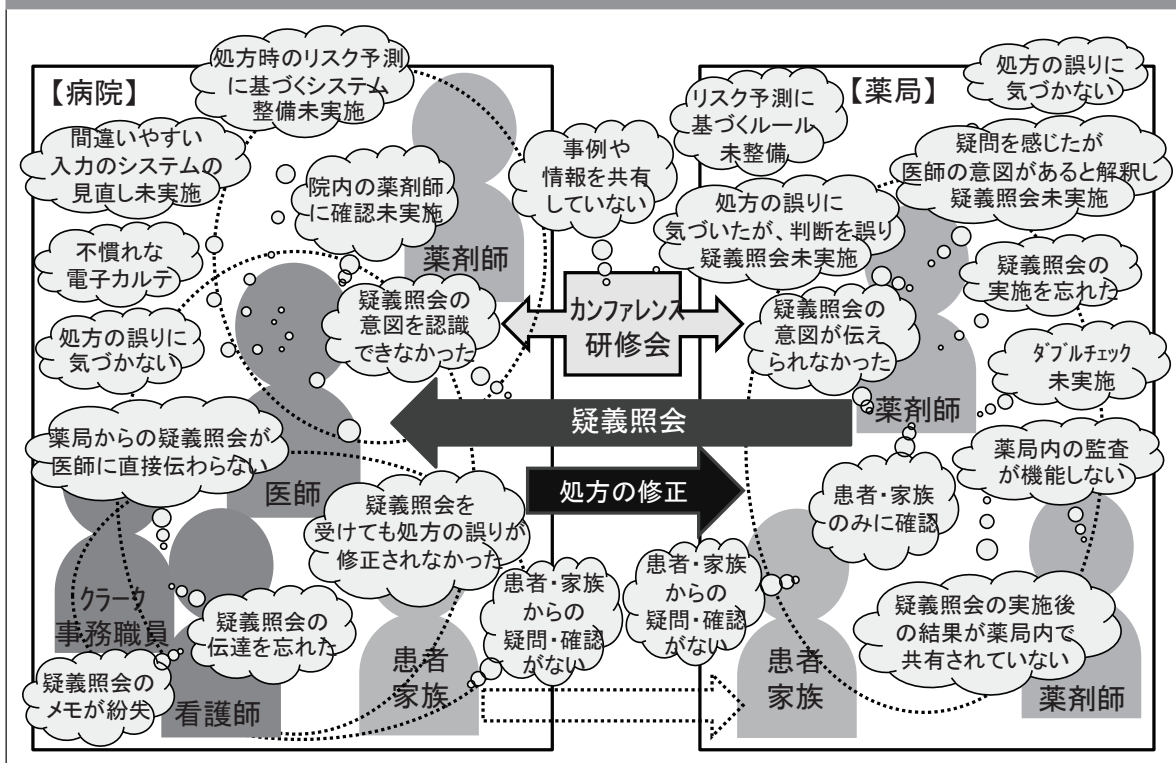 【病院】
処方時のリスク予測
に基づくシステム
整備未実施
間違いやすい
入力のシステムの
見直し未実施
院内の薬剤師
に確認未実施
薬剤師
不慣れな
電子カルテ
疑義照会の
意図を認識
できなかった
処方の誤りに
気づかない
薬局からの疑義照会が
医師に直接伝わらない
医師
疑義照会を
受けても処方の誤りが
修正されなかった
クラーク
事務職員
疑義照会の
伝達を忘れた
疑義照会の
メモが紛失
看護師
患者
家族
患者・家族
からの
疑問・確認
がない
事例や
情報を共有
していない
カンファレンス
研修会
疑義照会
処方の修正
【薬局】
リスク予測に
基づくルール
未整備
処方の誤りに
気づかない
疑問を感じたが
医師の意図があると解釈し
疑義照会未実施
処方の誤りに
気づいたが、判断を誤り
疑義照会未実施
疑義照会の
実施を忘れた
疑義照会の
意図が伝え
られなかった
ダブルチェック
未実施
薬剤師
薬局内の監査
が機能しない
患者・家族
のみに確認
患者・家族
からの
疑問・確認
がない
疑義照会の実施後
の結果が薬局内で
共有されていない
患者
家族
薬剤師